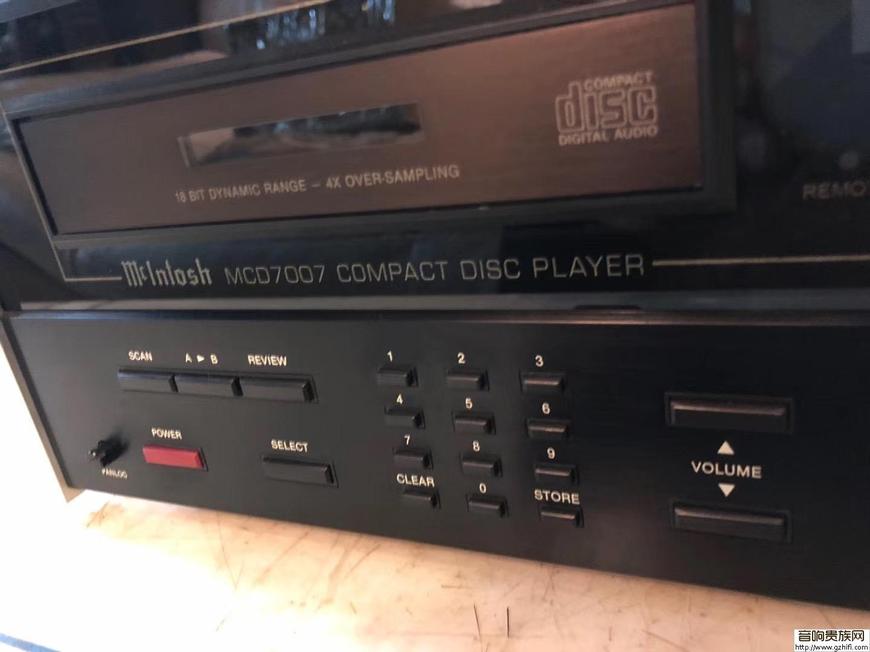 COMPACT
disc
DIGITAL AUDIO
18 BIT DYNAMIC RANGE – 4X OVER-SAMPLING
McIntosh MCD7007 COMPACT DISC PLAYER
SCAN A ► B REVIEW
1 2 3
4 5 6
POWER SELECT
7 8 9
PANLOC
CLEAR 0 STORE
▲
VOLUME
▼
音响贵族网
http://www.gzhifi.com